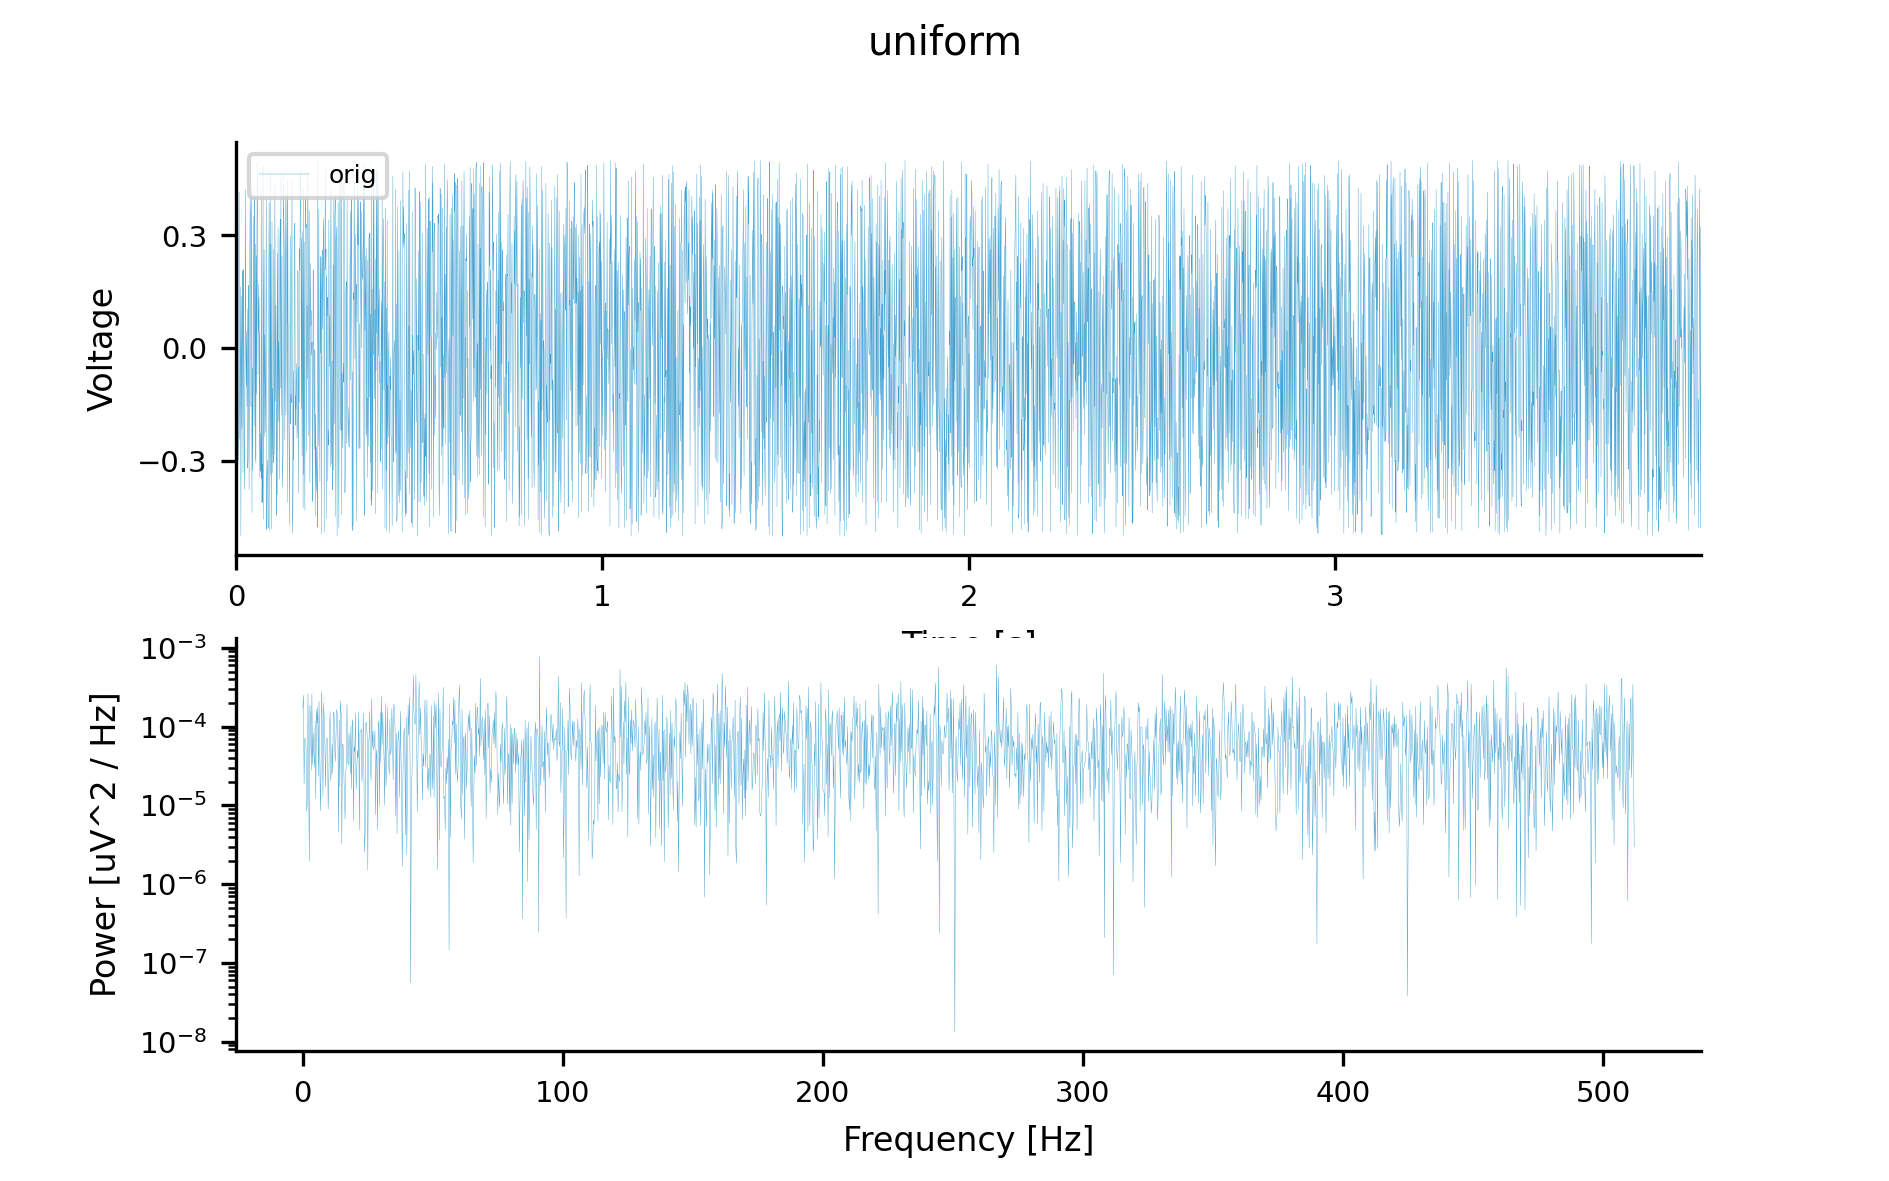 uniform
orig
Voltage
0.3
0.0
−0.3
0 1 2 3
Time [s]
Power [uV^2 / Hz]
10⁻³
10⁻⁴
10⁻⁵
10⁻⁶
10⁻⁷
10⁻⁸
0 100 200 300 400 500
Frequency [Hz]